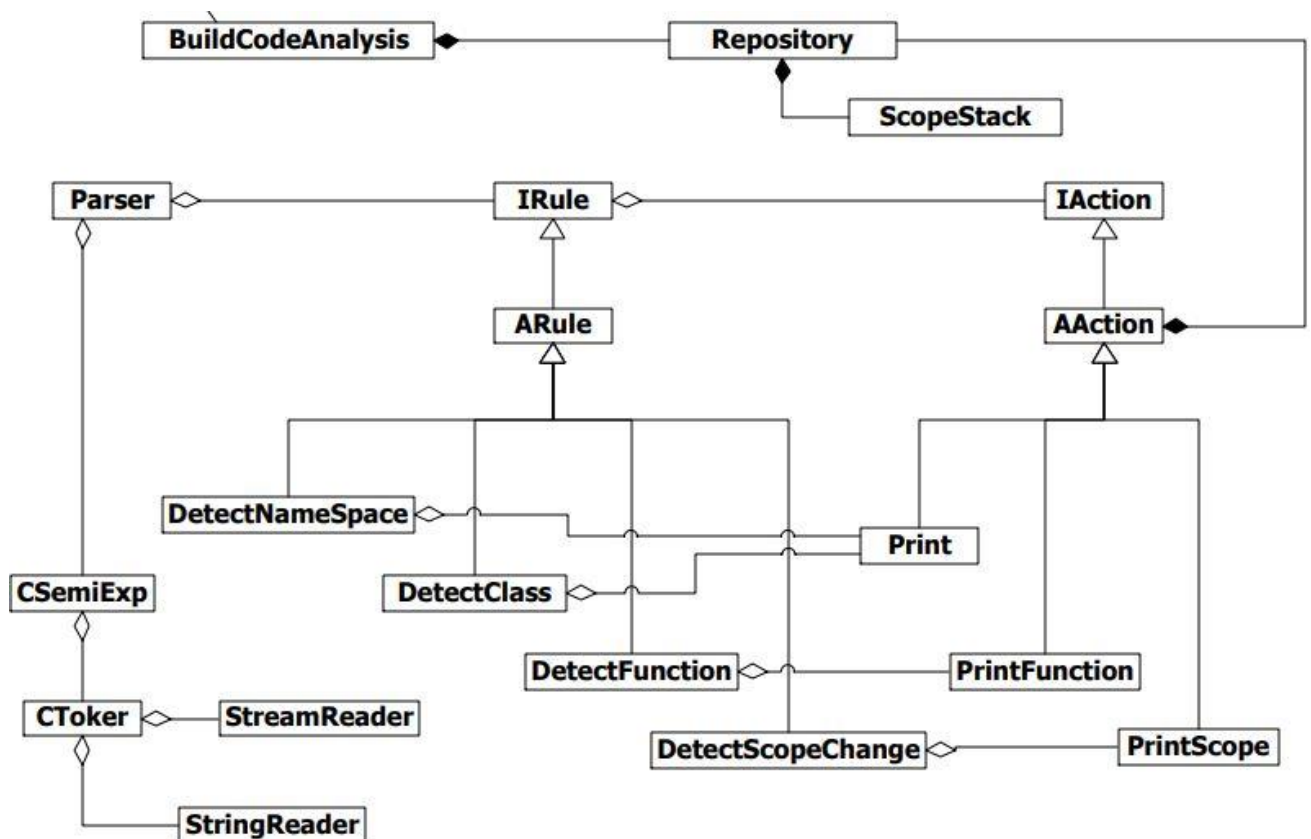 BuildCodeAnalysis
Repository
ScopeStack
Parser
IRule
IAction
ARule
AAction
DetectNameSpace
Print
CSemiExp
DetectClass
DetectFunction
PrintFunction
CToker
StreamReader
DetectScopeChange
PrintScope
StringReader